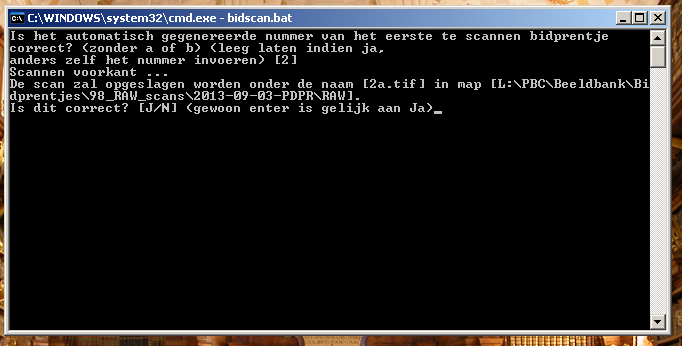 C:\WINDOWS\system32\cmd.exe - bidscan.bat
Is het automatisch gegenereerde nummer van het eerste te scannen bidprentje
correct? (zonder a of b) (leeg laten indien ja,
anders zelf het nummer invoeren) [2]
Scannen voorkant ...
De scan zal opgeslagen worden onder de naam [2a.tif] in map [L:\PBC\Beeldbank\Bi
dprentjes\98_RAW_scans\2013-09-03-PDPR\RAW].
Is dit correct? [J/N] (gewoon enter is gelijk aan Ja)_